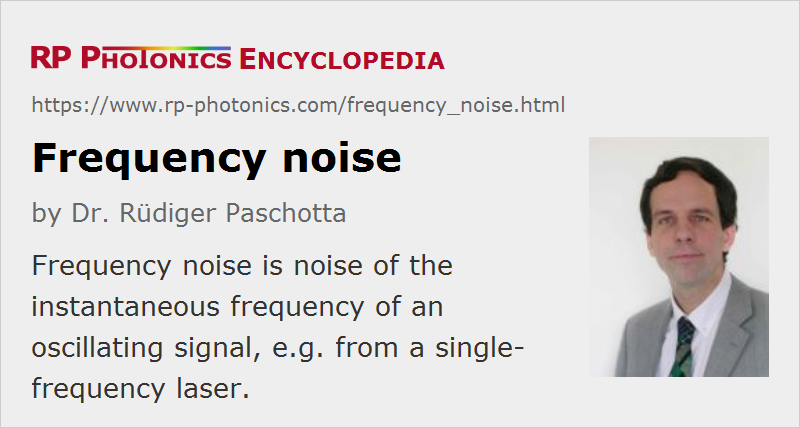 RP PHOTONICS ENCYCLOPEDIA
https://www.rp-photonics.com/frequency_noise.html
Frequency noise
by Dr. Rüdiger Paschotta
Frequency noise is noise of the
instantaneous frequency of an
oscillating signal, e.g. from a single-
frequency laser.